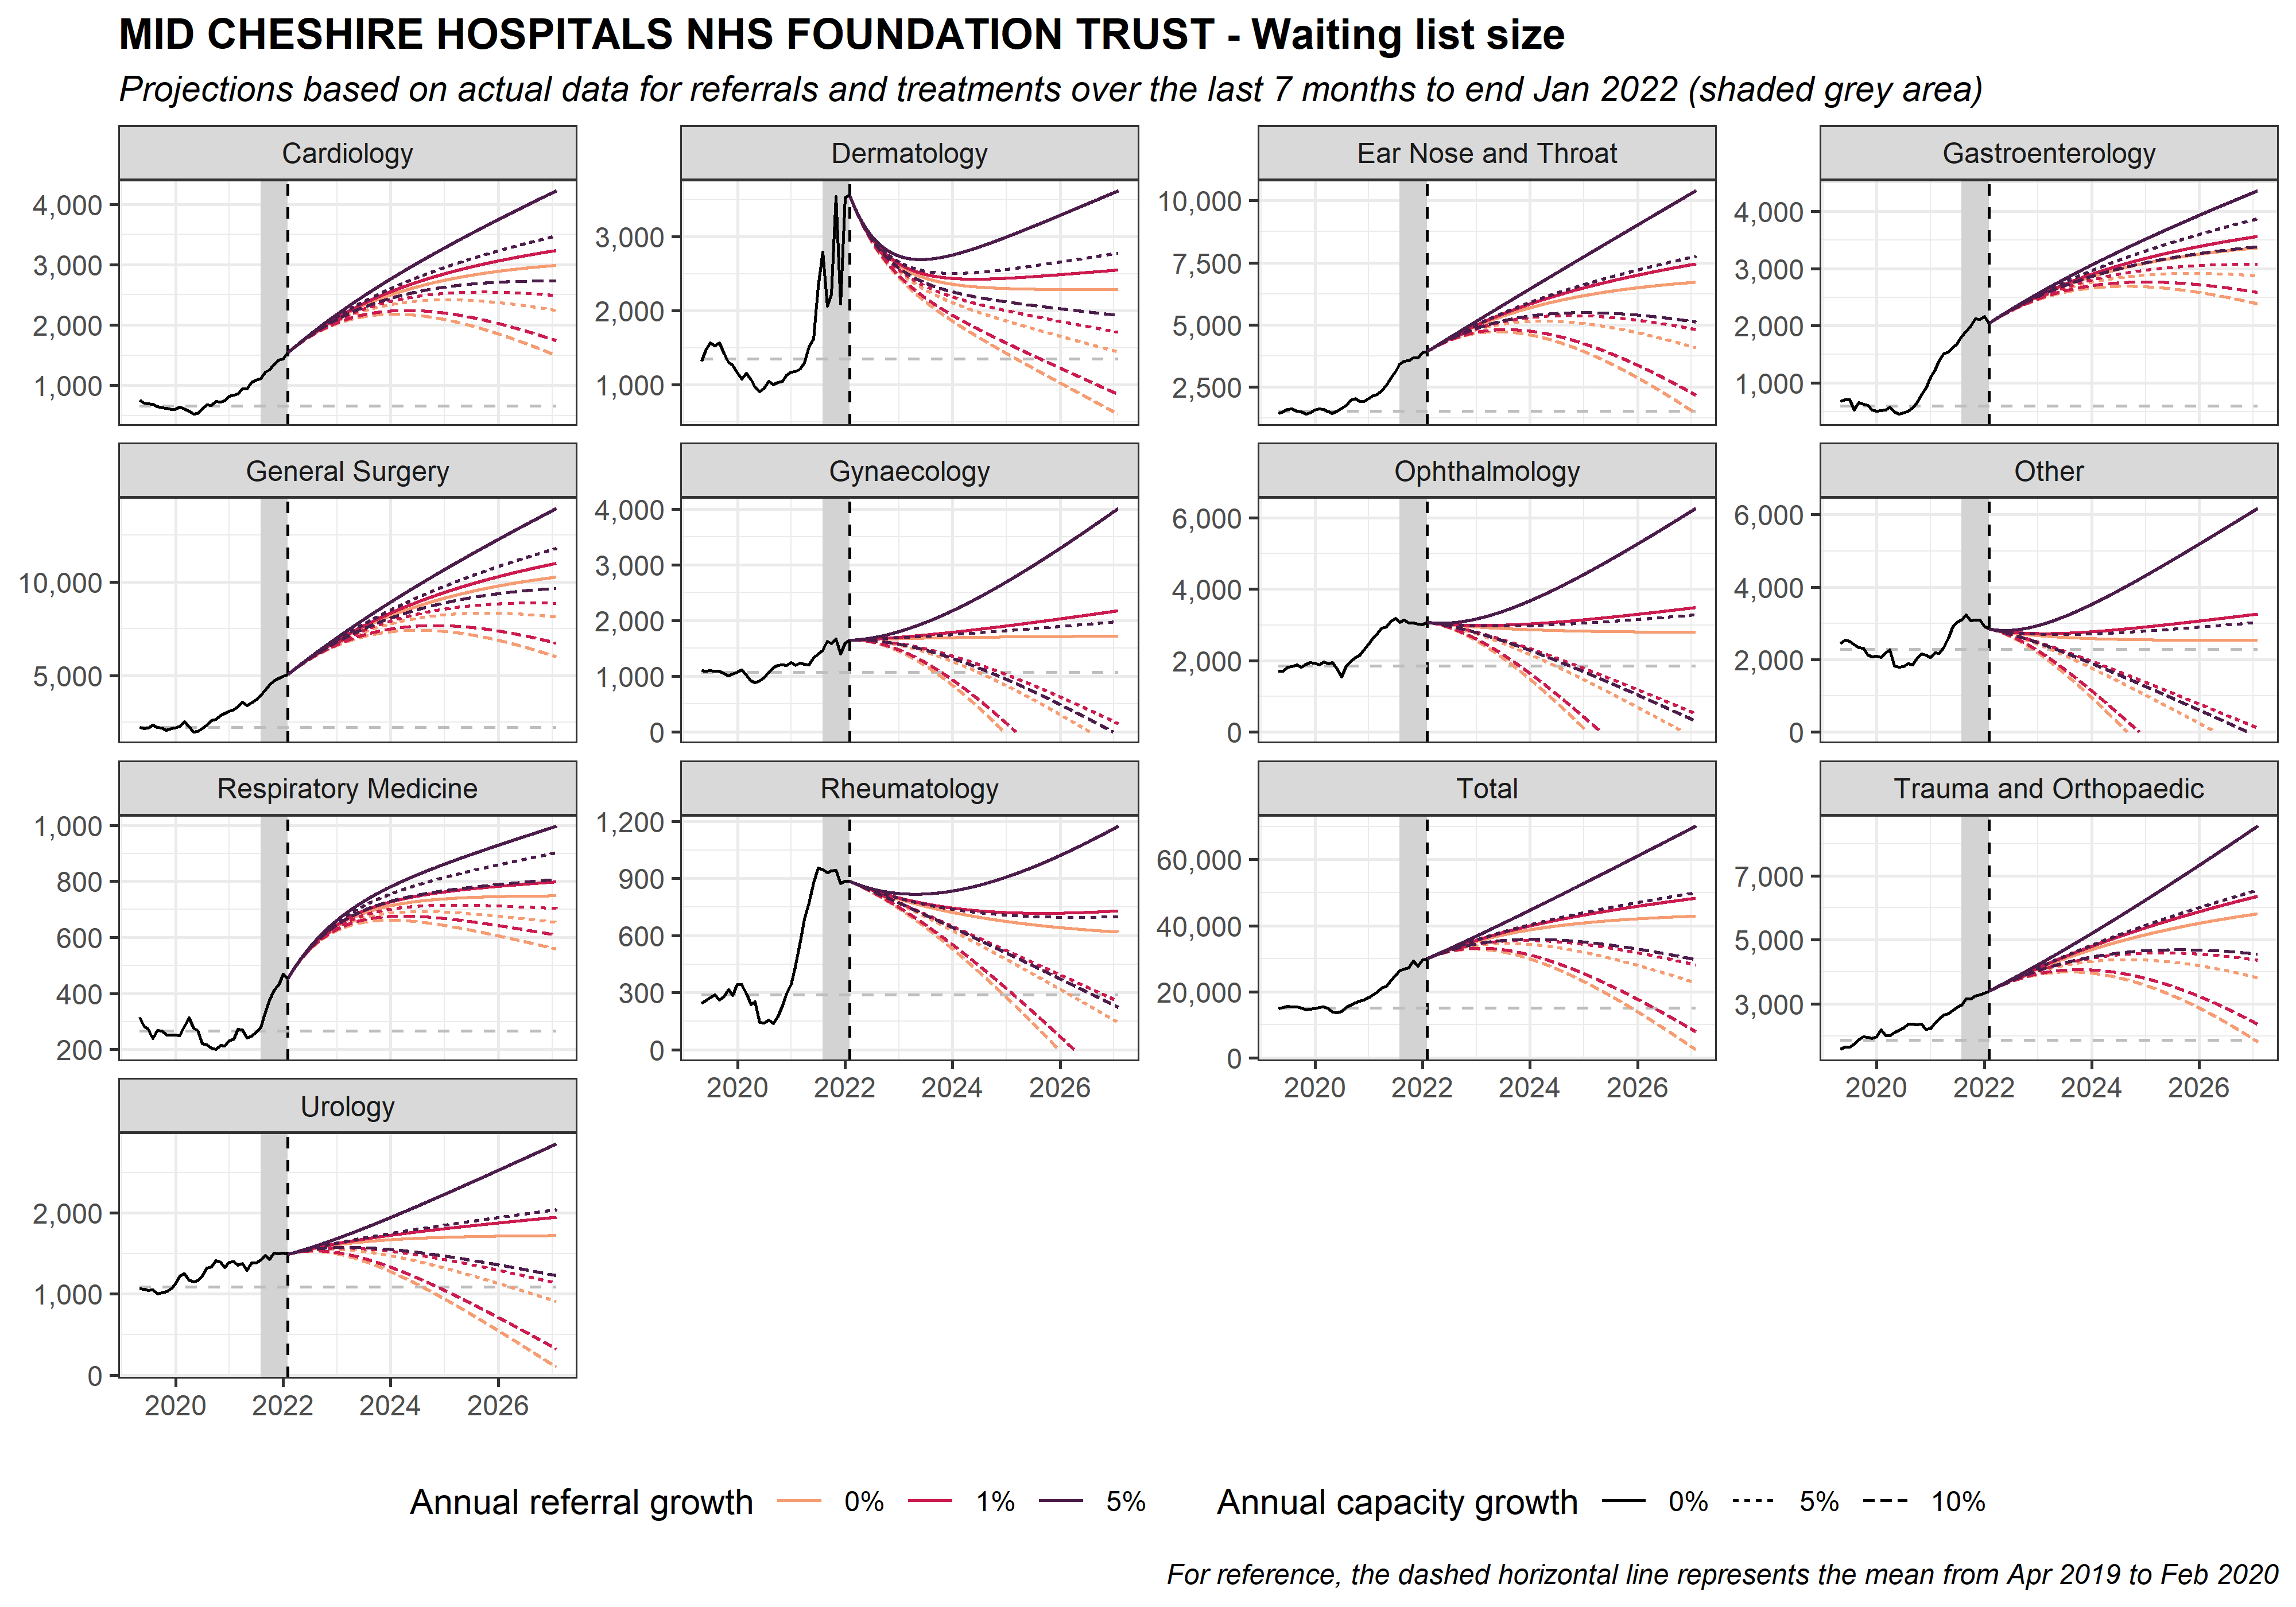 MID CHESHIRE HOSPITALS NHS FOUNDATION TRUST - Waiting list size
Projections based on actual data for referrals and treatments over the last 7 months to end Jan 2022 (shaded grey area)
Cardiology
4,000
3,000
2,000
1,000
Dermatology
3,000
2,000
1,000
Ear Nose and Throat
10,000
7,500
5,000
2,500
Gastroenterology
4,000
3,000
2,000
1,000
General Surgery
10,000
5,000
Gynaecology
4,000
3,000
2,000
1,000
0
Ophthalmology
6,000
4,000
2,000
0
Other
6,000
4,000
2,000
0
Respiratory Medicine
1,000
800
600
400
200
Rheumatology
1,200
900
600
300
0
2020 2022 2024 2026
Total
60,000
40,000
20,000
0
2020 2022 2024 2026
Trauma and Orthopaedic
7,000
5,000
3,000
2020 2022 2024 2026
Urology
2,000
1,000
0
2020 2022 2024 2026
Annual referral growth 0% 1% 5% Annual capacity growth 0% 5% 10%
For reference, the dashed horizontal line represents the mean from Apr 2019 to Feb 2020